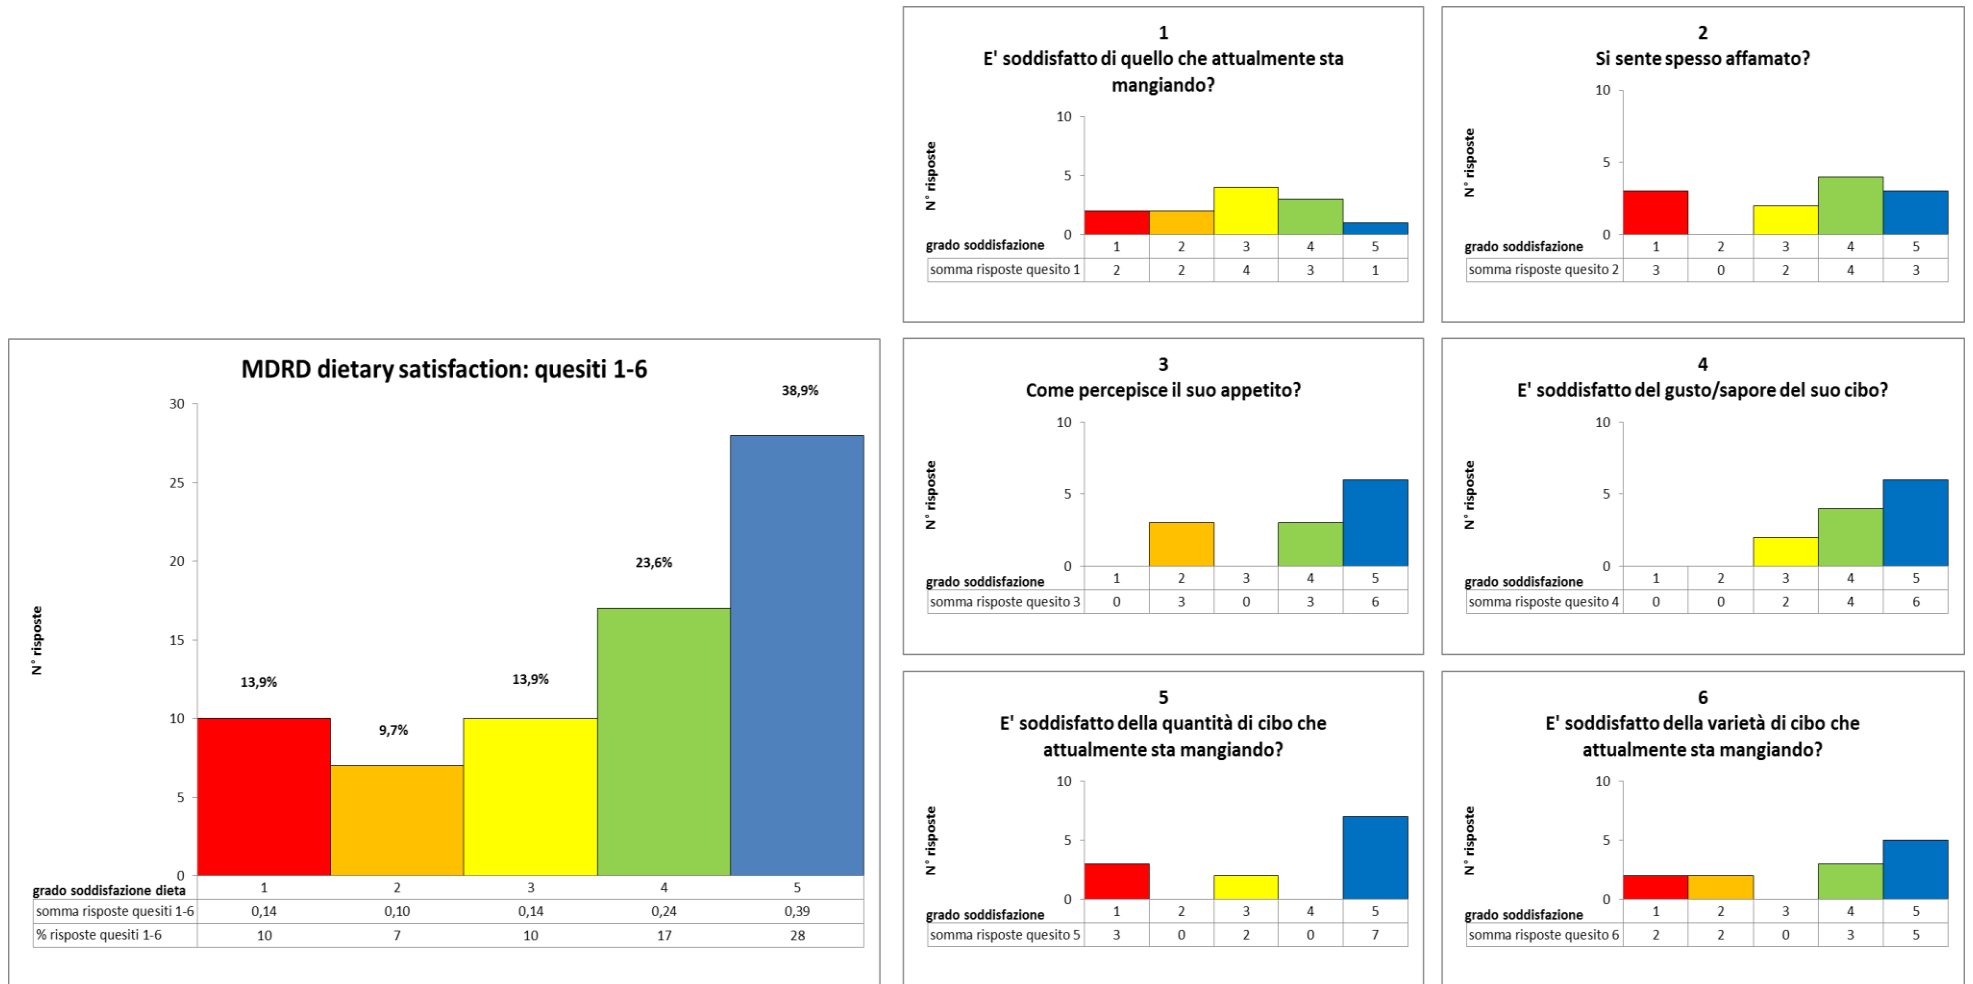 1
E' soddisfatto di quello che attualmente sta
mangiando?
N° risposte
10
5
0
grado soddisfazione 1 2 3 4 5
somma risposte quesito 1 2 2 4 3 1
2
Si sente spesso affamato?
N° risposte
10
5
0
grado soddisfazione 1 2 3 4 5
somma risposte quesito 2 3 0 2 4 3
MDRD dietary satisfaction: quesiti 1-6
N° risposte
30
25
20
15
10
5
0
13,9%
9,7%
13,9%
23,6%
38,9%
grado soddisfazione dieta 1 2 3 4 5
somma risposte quesiti 1-6 0,14 0,10 0,14 0,24 0,39
% risposte quesiti 1-6 10 7 10 17 28
3
Come percepisce il suo appetito?
N° risposte
10
5
0
grado soddisfazione 1 2 3 4 5
somma risposte quesito 3 0 3 0 3 6
4
E' soddisfatto del gusto/sapore del suo cibo?
N° risposte
10
5
0
grado soddisfazione 1 2 3 4 5
somma risposte quesito 4 0 0 2 4 6
5
E' soddisfatto della quantità di cibo che
attualmente sta mangiando?
N° risposte
10
5
0
grado soddisfazione 1 2 3 4 5
somma risposte quesito 5 3 0 2 0 7
6
E' soddisfatto della varietà di cibo che
attualmente sta mangiando?
N° risposte
10
5
0
grado soddisfazione 1 2 3 4 5
somma risposte quesito 6 2 2 0 3 5